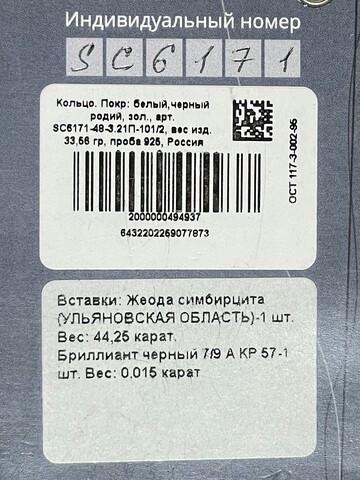 Индивидуальный номер
SC6171
Кольцо. Покр: белый,черный
родий, зол., арт.
SC6171-48-3.21П-101/2, вес изд.
33,56 гр, проба 925, Россия
ОСТ 117-3-002-95
2000000494937
6432202269077873
Вставки: Жеода симбирцита
(УЛЬЯНОВСКАЯ ОБЛАСТЬ)-1 шт.
Вес: 44,25 карат.
Бриллиант черный 7/9 А КР 57-1
шт. Вес: 0,015 карат